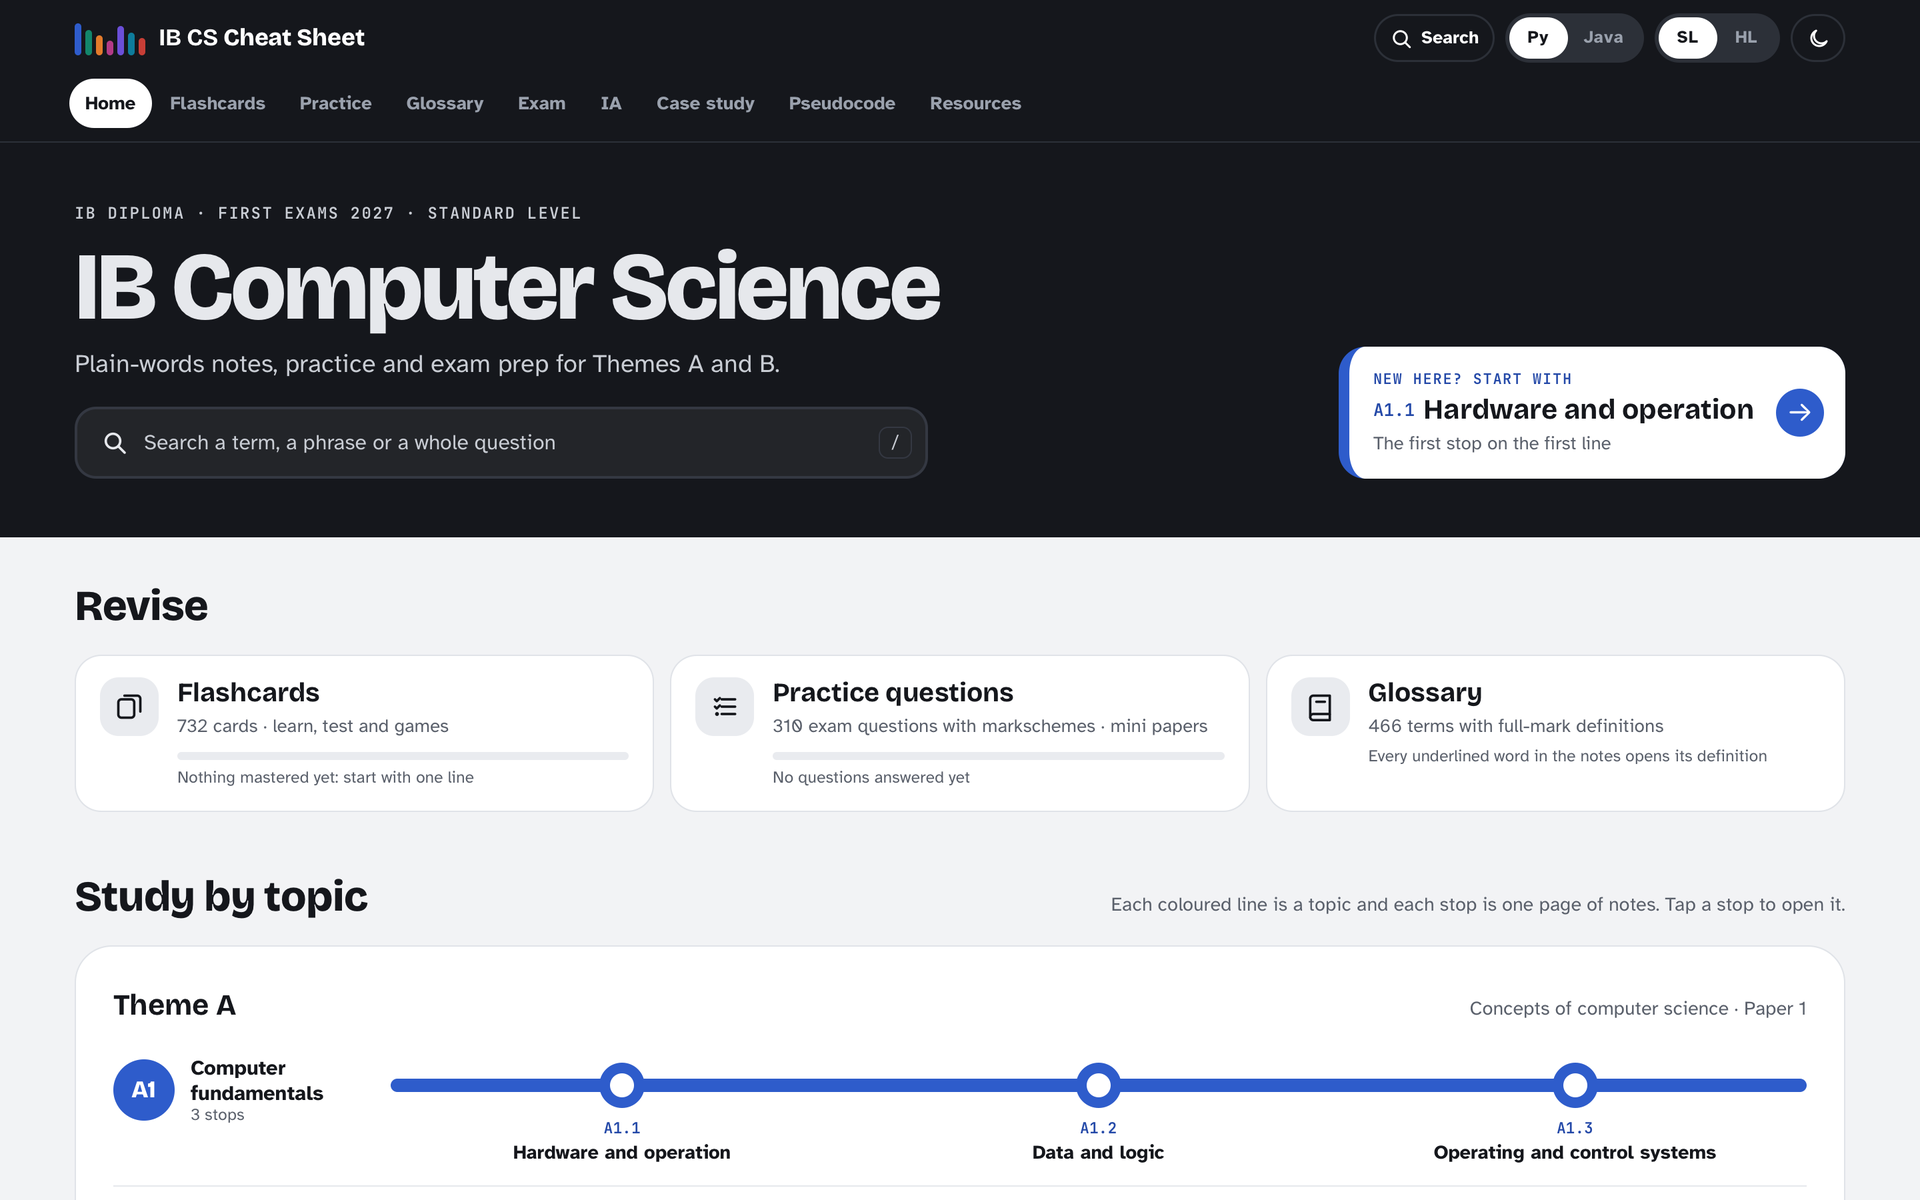 IB CS Cheat Sheet
Search
Py
Java
SL
HL
Home
Flashcards
Practice
Glossary
Exam
IA
Case study
Pseudocode
Resources
IB DIPLOMA · FIRST EXAMS 2027 · STANDARD LEVEL
IB Computer Science
Plain-words notes, practice and exam prep for Themes A and B.
Search a term, a phrase or a whole question
/
NEW HERE? START WITH
A1.1 Hardware and operation
The first stop on the first line
Revise
Flashcards
732 cards · learn, test and games
Nothing mastered yet: start with one line
Practice questions
310 exam questions with markschemes · mini papers
No questions answered yet
Glossary
466 terms with full-mark definitions
Every underlined word in the notes opens its definition
Study by topic
Each coloured line is a topic and each stop is one page of notes. Tap a stop to open it.
Theme A
Concepts of computer science · Paper 1
A1
Computer
fundamentals
3 stops
A1.1
Hardware and operation
A1.2
Data and logic
A1.3
Operating and control systems